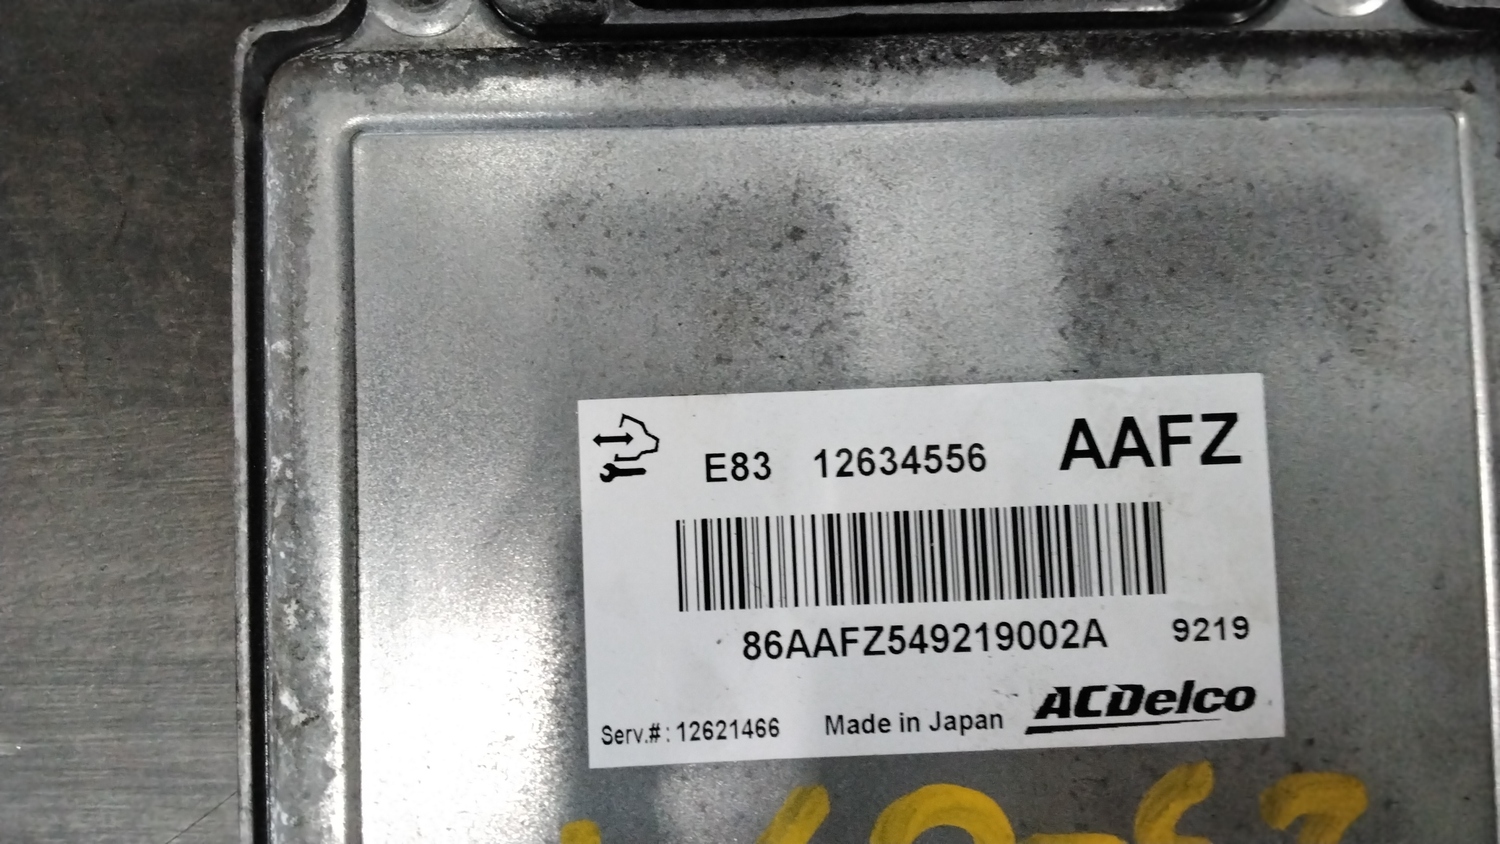 E83 12634556 AAFZ
86AAFZ549219002A 9219
Serv.#: 12621466 Made in Japan ACDelco